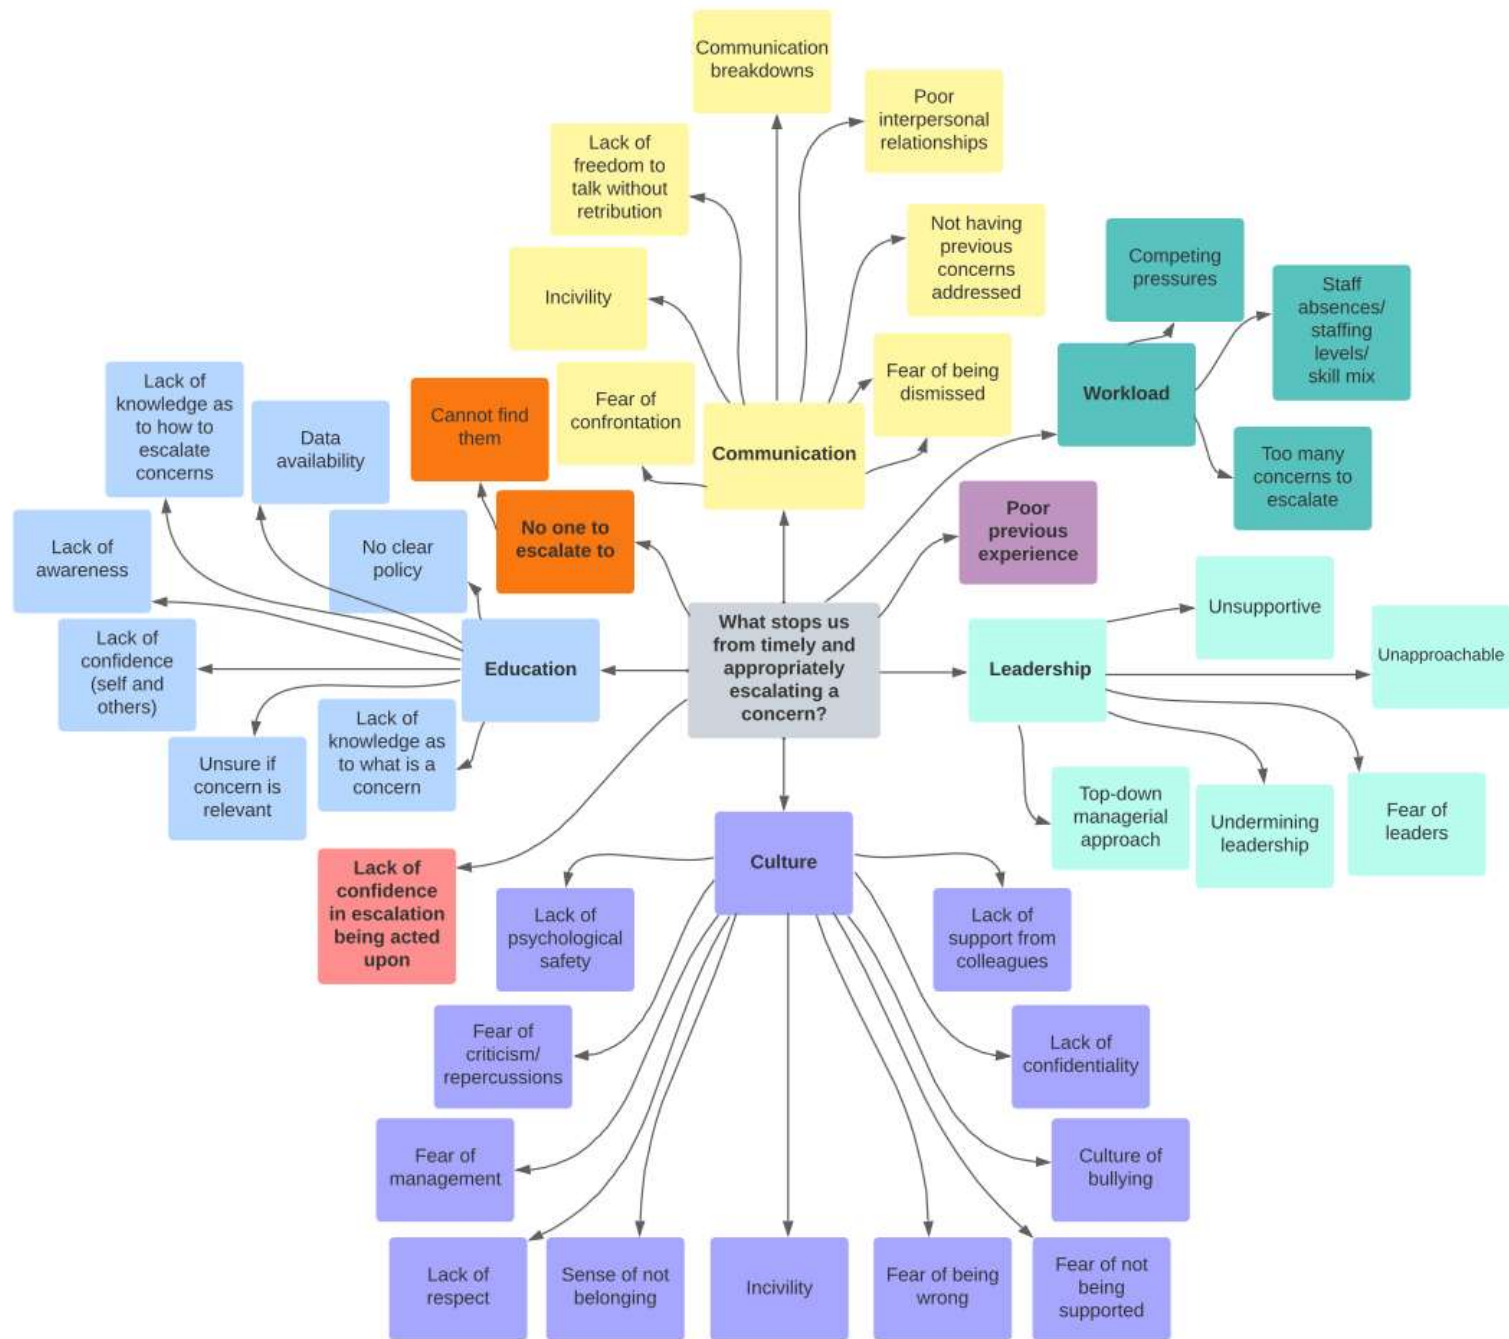 Communication
breakdowns
Poor
interpersonal
relationships
Lack of
freedom to
talk without
retribution
Not having
previous
concerns
addressed
Incivility
Fear of being
dismissed
Fear of
confrontation
Communication
Competing
pressures
Staff
absences/
staffing
levels/
skill mix
Workload
Too many
concerns to
escalate
Lack of
knowledge as
to how to
escalate
concerns
Data
availability
Cannot find
them
No one to
escalate to
Poor
previous
experience
Lack of
awareness
No clear
policy
Lack of
confidence
(self and
others)
Education
Unsure if
concern is
relevant
Lack of
knowledge as
to what is a
concern
What stops us
from timely and
appropriately
escalating a
concern?
Leadership
Unsupportive
Unapproachable
Top-down
managerial
approach
Undermining
leadership
Fear of
leaders
Lack of
confidence
in escalation
being acted
upon
Culture
Lack of
psychological
safety
Lack of
support from
colleagues
Fear of
criticism/
repercussions
Lack of
confidentiality
Fear of
management
Culture of
bullying
Lack of
respect
Sense of not
belonging
Incivility
Fear of being
wrong
Fear of not
being
supported